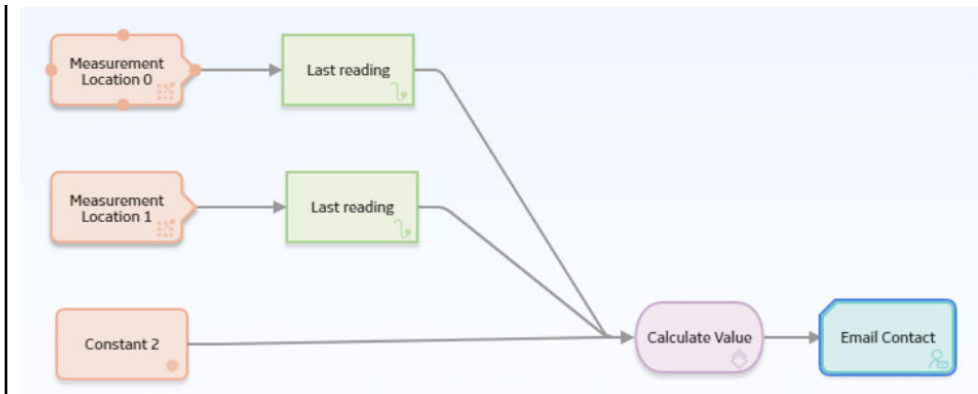 Measurement
Location 0
Last reading
Measurement
Location 1
Last reading
Constant 2
Calculate Value
Email Contact